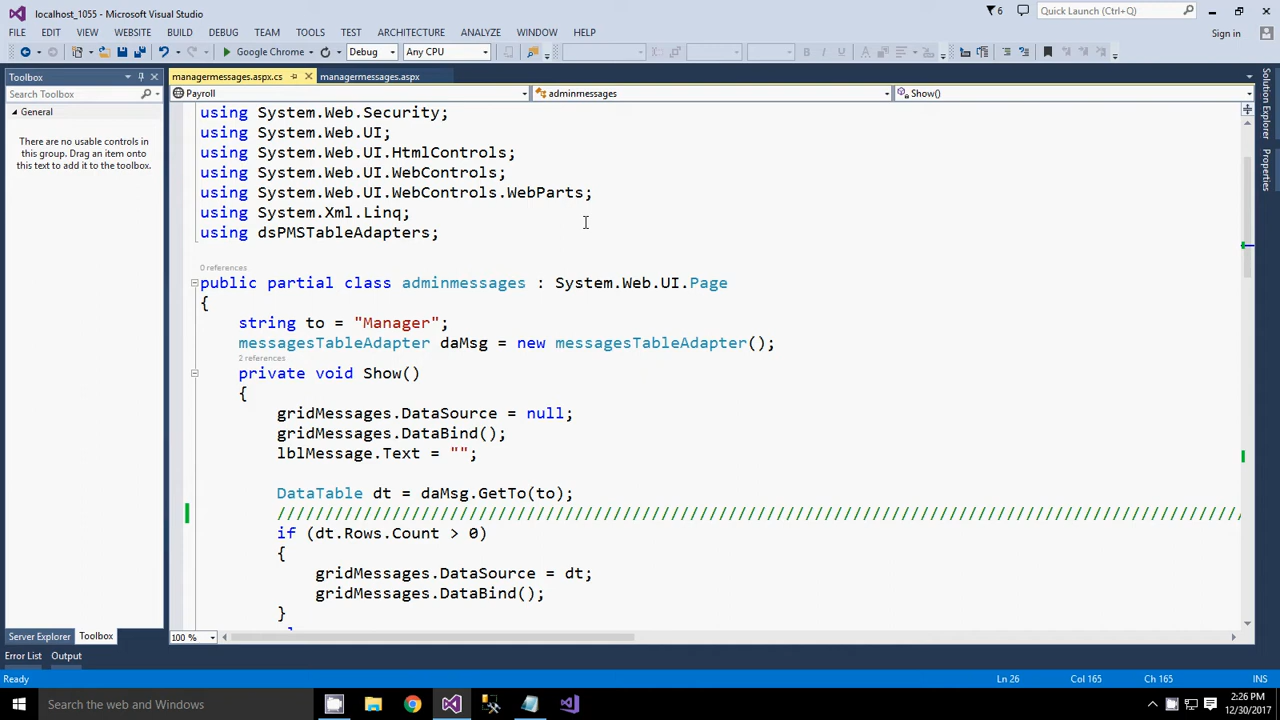 localhost_1055 - Microsoft Visual Studio
6
Quick Launch (Ctrl+Q)
FILE EDIT VIEW WEBSITE BUILD DEBUG TEAM TOOLS TEST ARCHITECTURE ANALYZE WINDOW HELP
Sign in
Google Chrome Debug Any CPU
Toolbox
managermessages.aspx.cs managermessages.aspx
Search Toolbox
Payroll adminmessages Show()
General
There are no usable controls in
this group. Drag an item onto
this text to add it to the toolbox.
using System.Web.Security;
using System.Web.UI;
using System.Web.UI.HtmlControls;
using System.Web.UI.WebControls;
using System.Web.UI.WebControls.WebParts;
using System.Xml.Linq;
using dsPMSTableAdapters;
0 references
public partial class adminmessages : System.Web.UI.Page
{
string to = "Manager";
messagesTableAdapter daMsg = new messagesTableAdapter();
2 references
private void Show()
{
gridMessages.DataSource = null;
gridMessages.DataBind();
lblMessage.Text = "";
DataTable dt = daMsg.GetTo(to);
////////////////////////////////////////////////////////////////////////////////////////////////////
if (dt.Rows.Count > 0)
{
gridMessages.DataSource = dt;
gridMessages.DataBind();
}
Solution Explorer
Properties
100 %
Server Explorer Toolbox
Error List Output
Ready Ln 26 Col 165 Ch 165 INS
Search the web and Windows
2:26 PM
12/30/2017